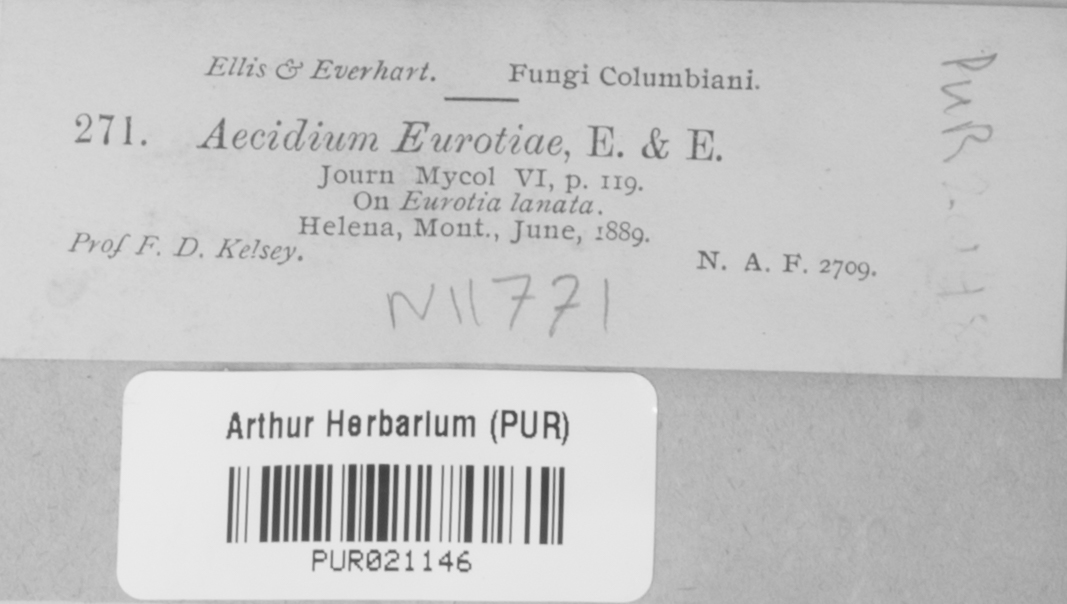 Ellis & Everhart. Fungi Columbiani.
271. Aecidium Eurotiae, E. & E.
Journ Mycol VI, p. 119.
On Eurotia lanata.
Helena, Mont., June, 1889.
Prof F. D. Kelsey.
N. A. F. 2709.
N11771
PUR
Arthur Herbarium (PUR)
PUR021146